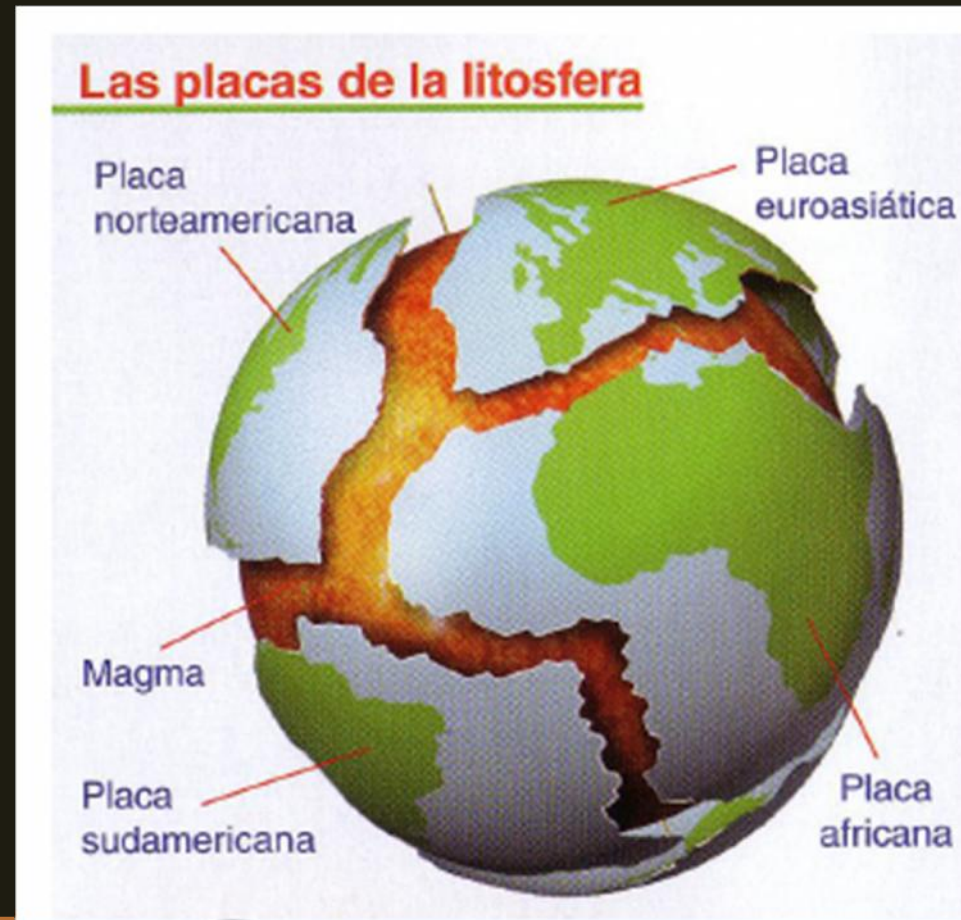 Las placas de la litosfera
Placa
norteamericana
Placa
euroasiática
Magma
Placa
sudamericana
Placa
africana